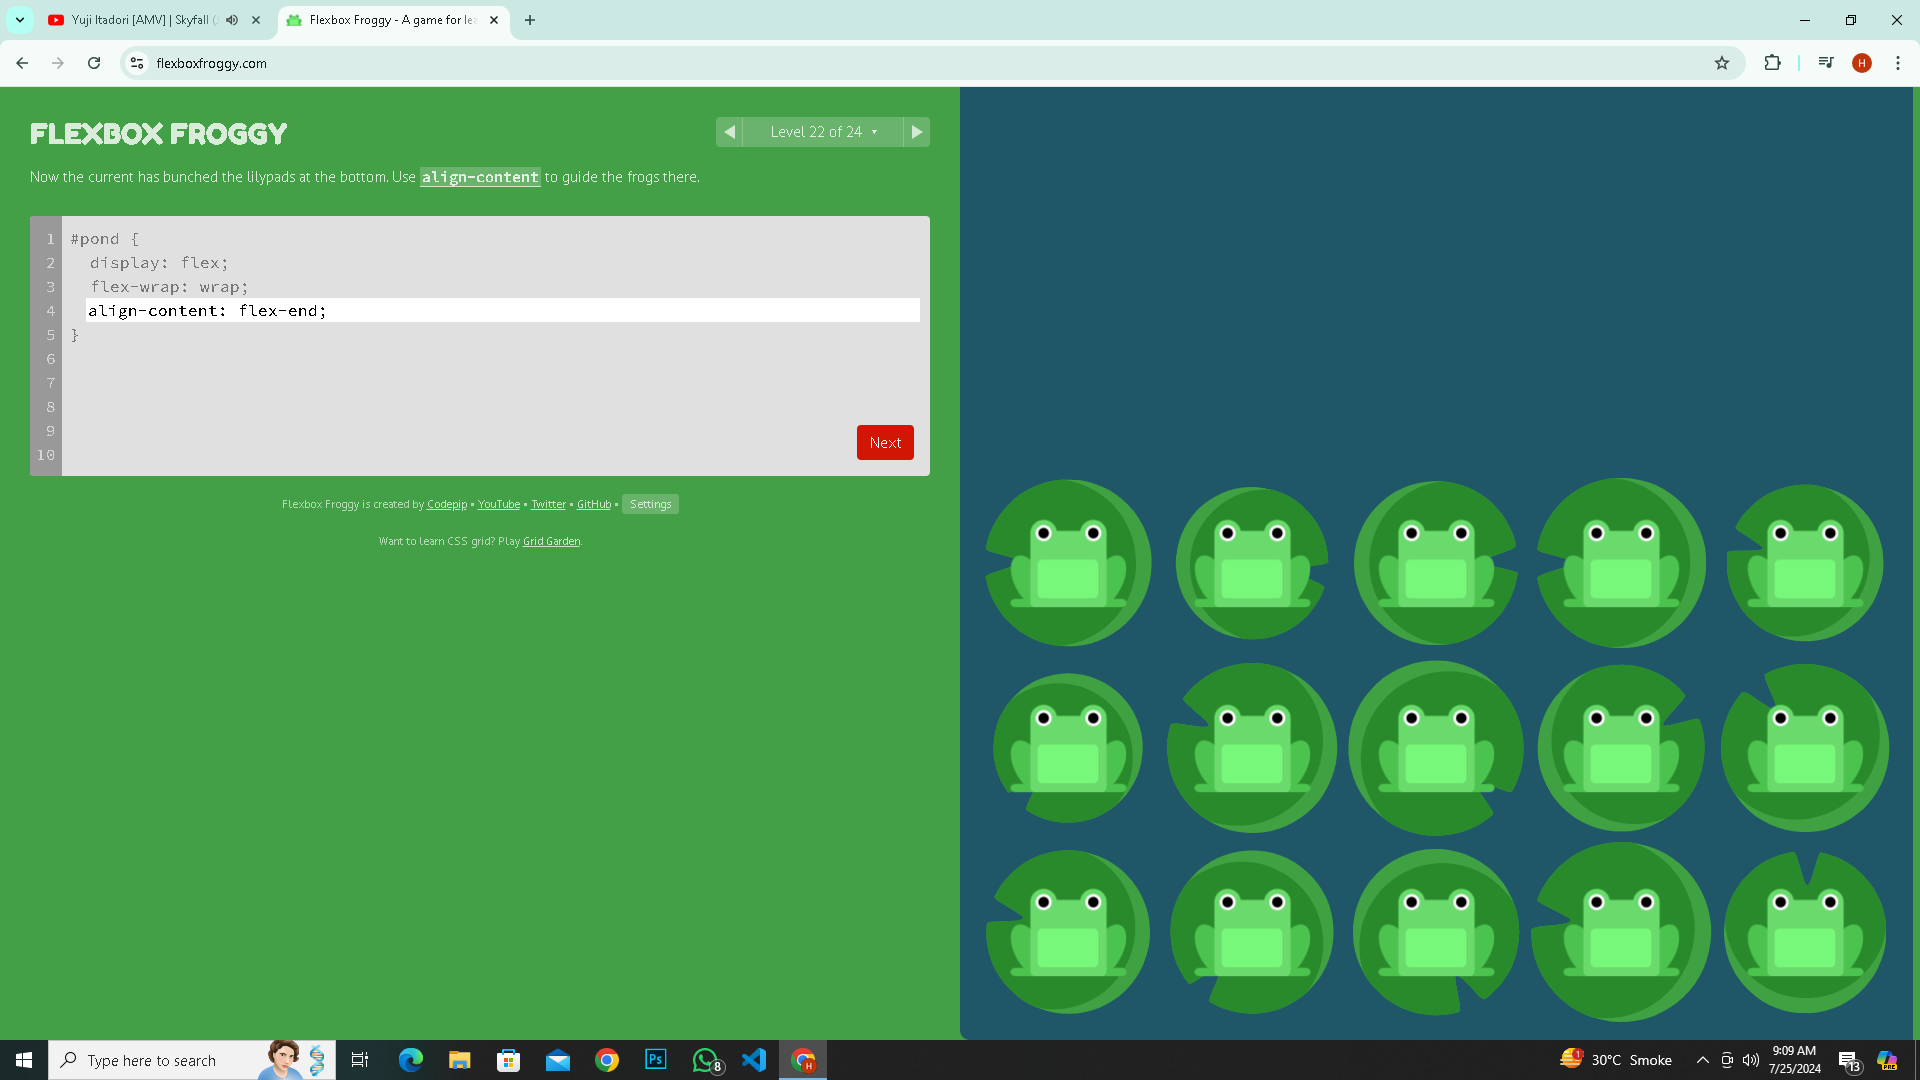 Yuji Itadori [AMV] | Skyfall
Flexbox Froggy - A game for lea
flexboxfroggy.com
H
FLEXBOX FROGGY
Level 22 of 24 ▾
Now the current has bunched the lilypads at the bottom. Use align-content to guide the frogs there.
1 #pond {
2 display: flex;
3 flex-wrap: wrap;
4 align-content: flex-end;
5 }
6
7
8
9
10
Next
Flexbox Froggy is created by Codepip • YouTube • Twitter • GitHub • Settings
Want to learn CSS grid? Play Grid Garden.
Type here to search
Ps
8
H
1
30°C Smoke
9:09 AM
7/25/2024
13
PRE